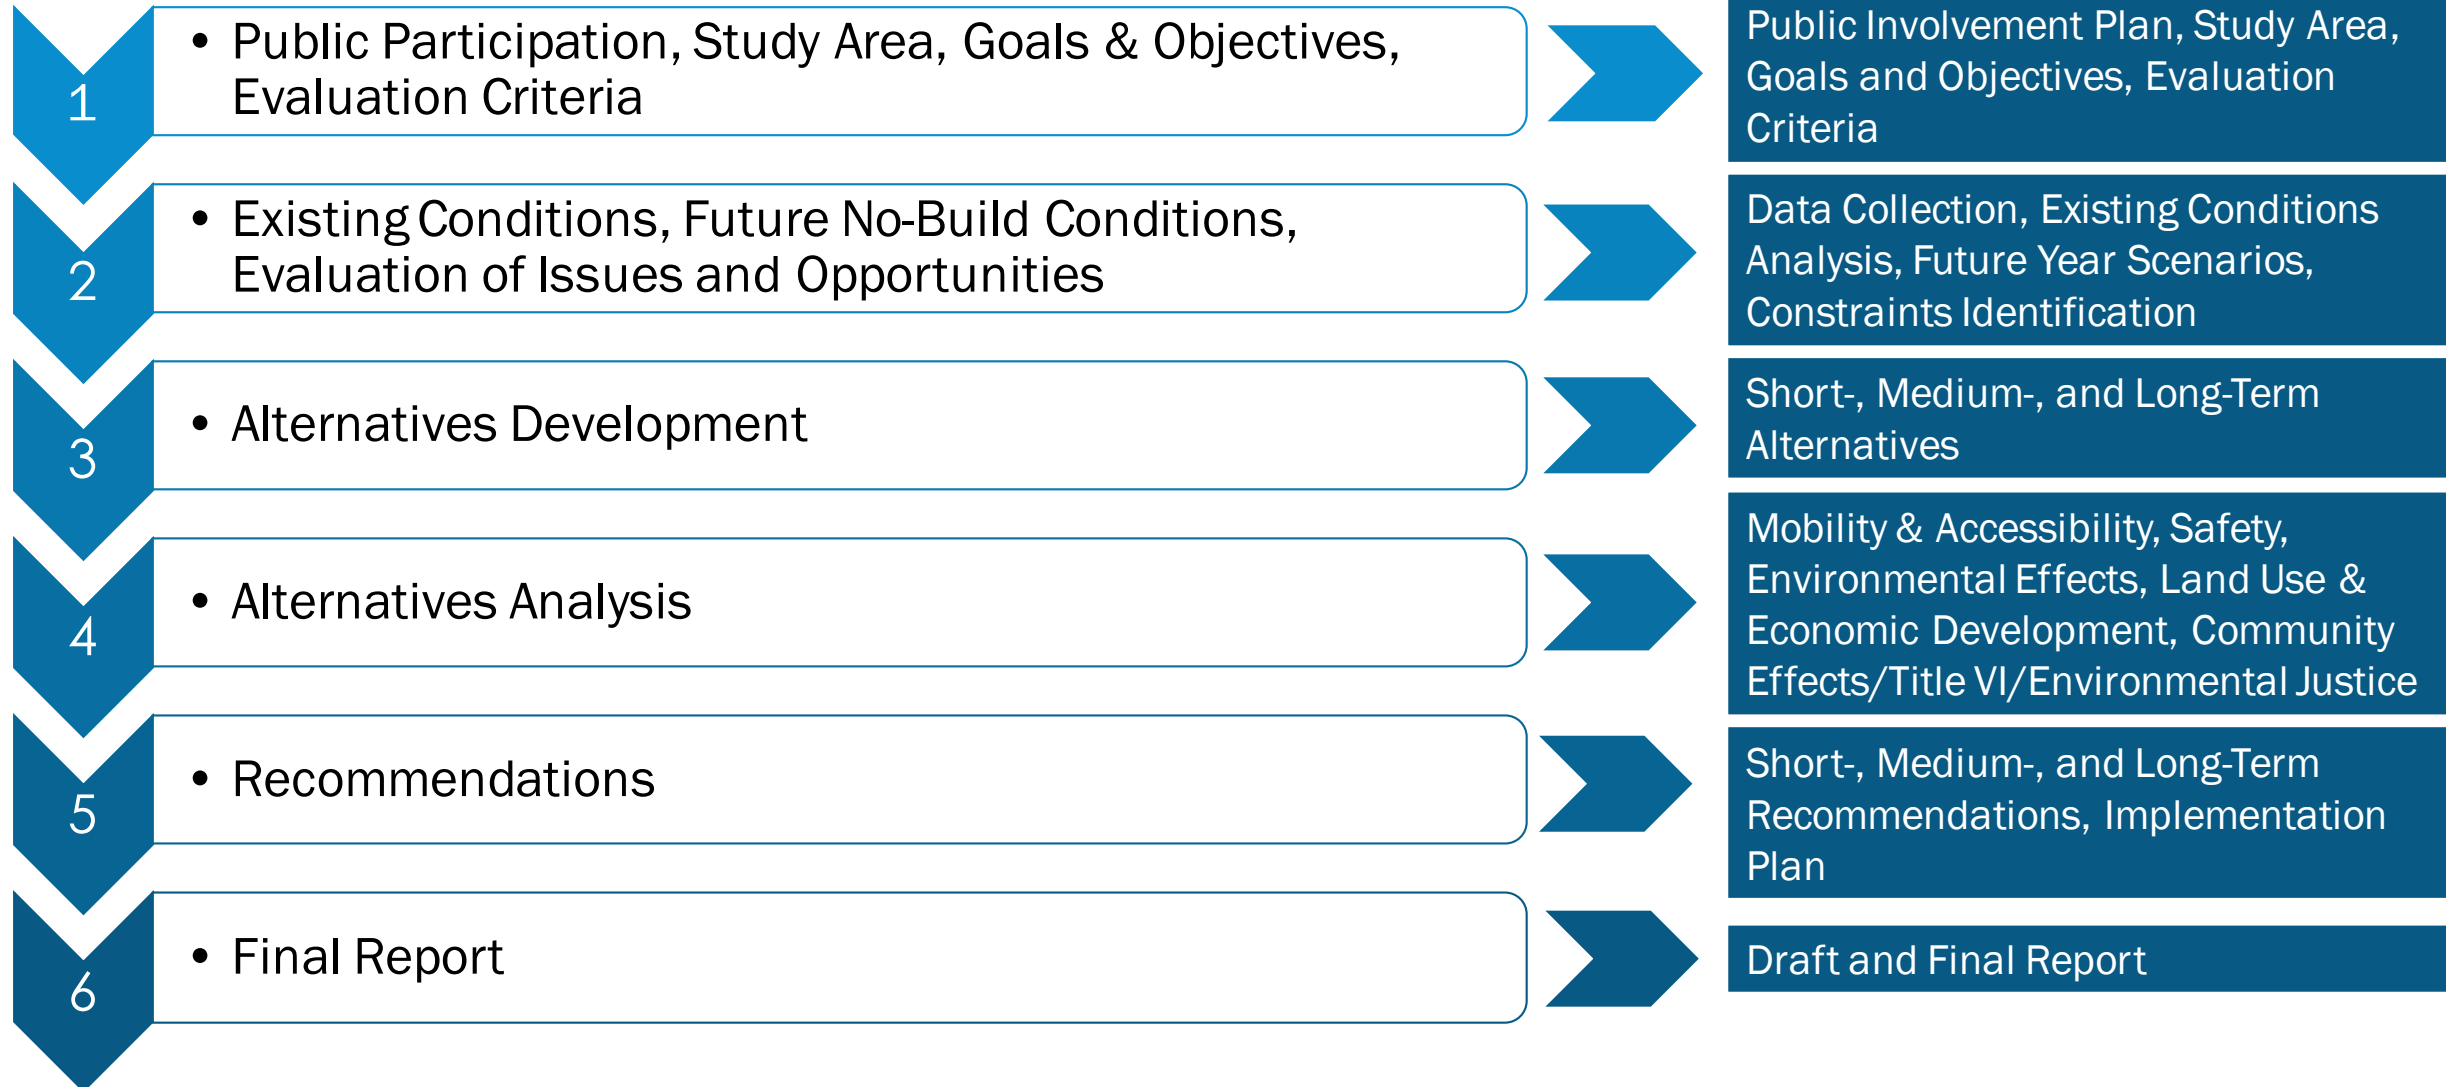 1
• Public Participation, Study Area, Goals & Objectives,
Evaluation Criteria
Public Involvement Plan, Study Area,
Goals and Objectives, Evaluation
Criteria
2
• Existing Conditions, Future No-Build Conditions,
Evaluation of Issues and Opportunities
Data Collection, Existing Conditions
Analysis, Future Year Scenarios,
Constraints Identification
3
• Alternatives Development
Short-, Medium-, and Long-Term
Alternatives
4
• Alternatives Analysis
Mobility & Accessibility, Safety,
Environmental Effects, Land Use &
Economic Development, Community
Effects/Title VI/Environmental Justice
5
• Recommendations
Short-, Medium-, and Long-Term
Recommendations, Implementation
Plan
6
• Final Report
Draft and Final Report